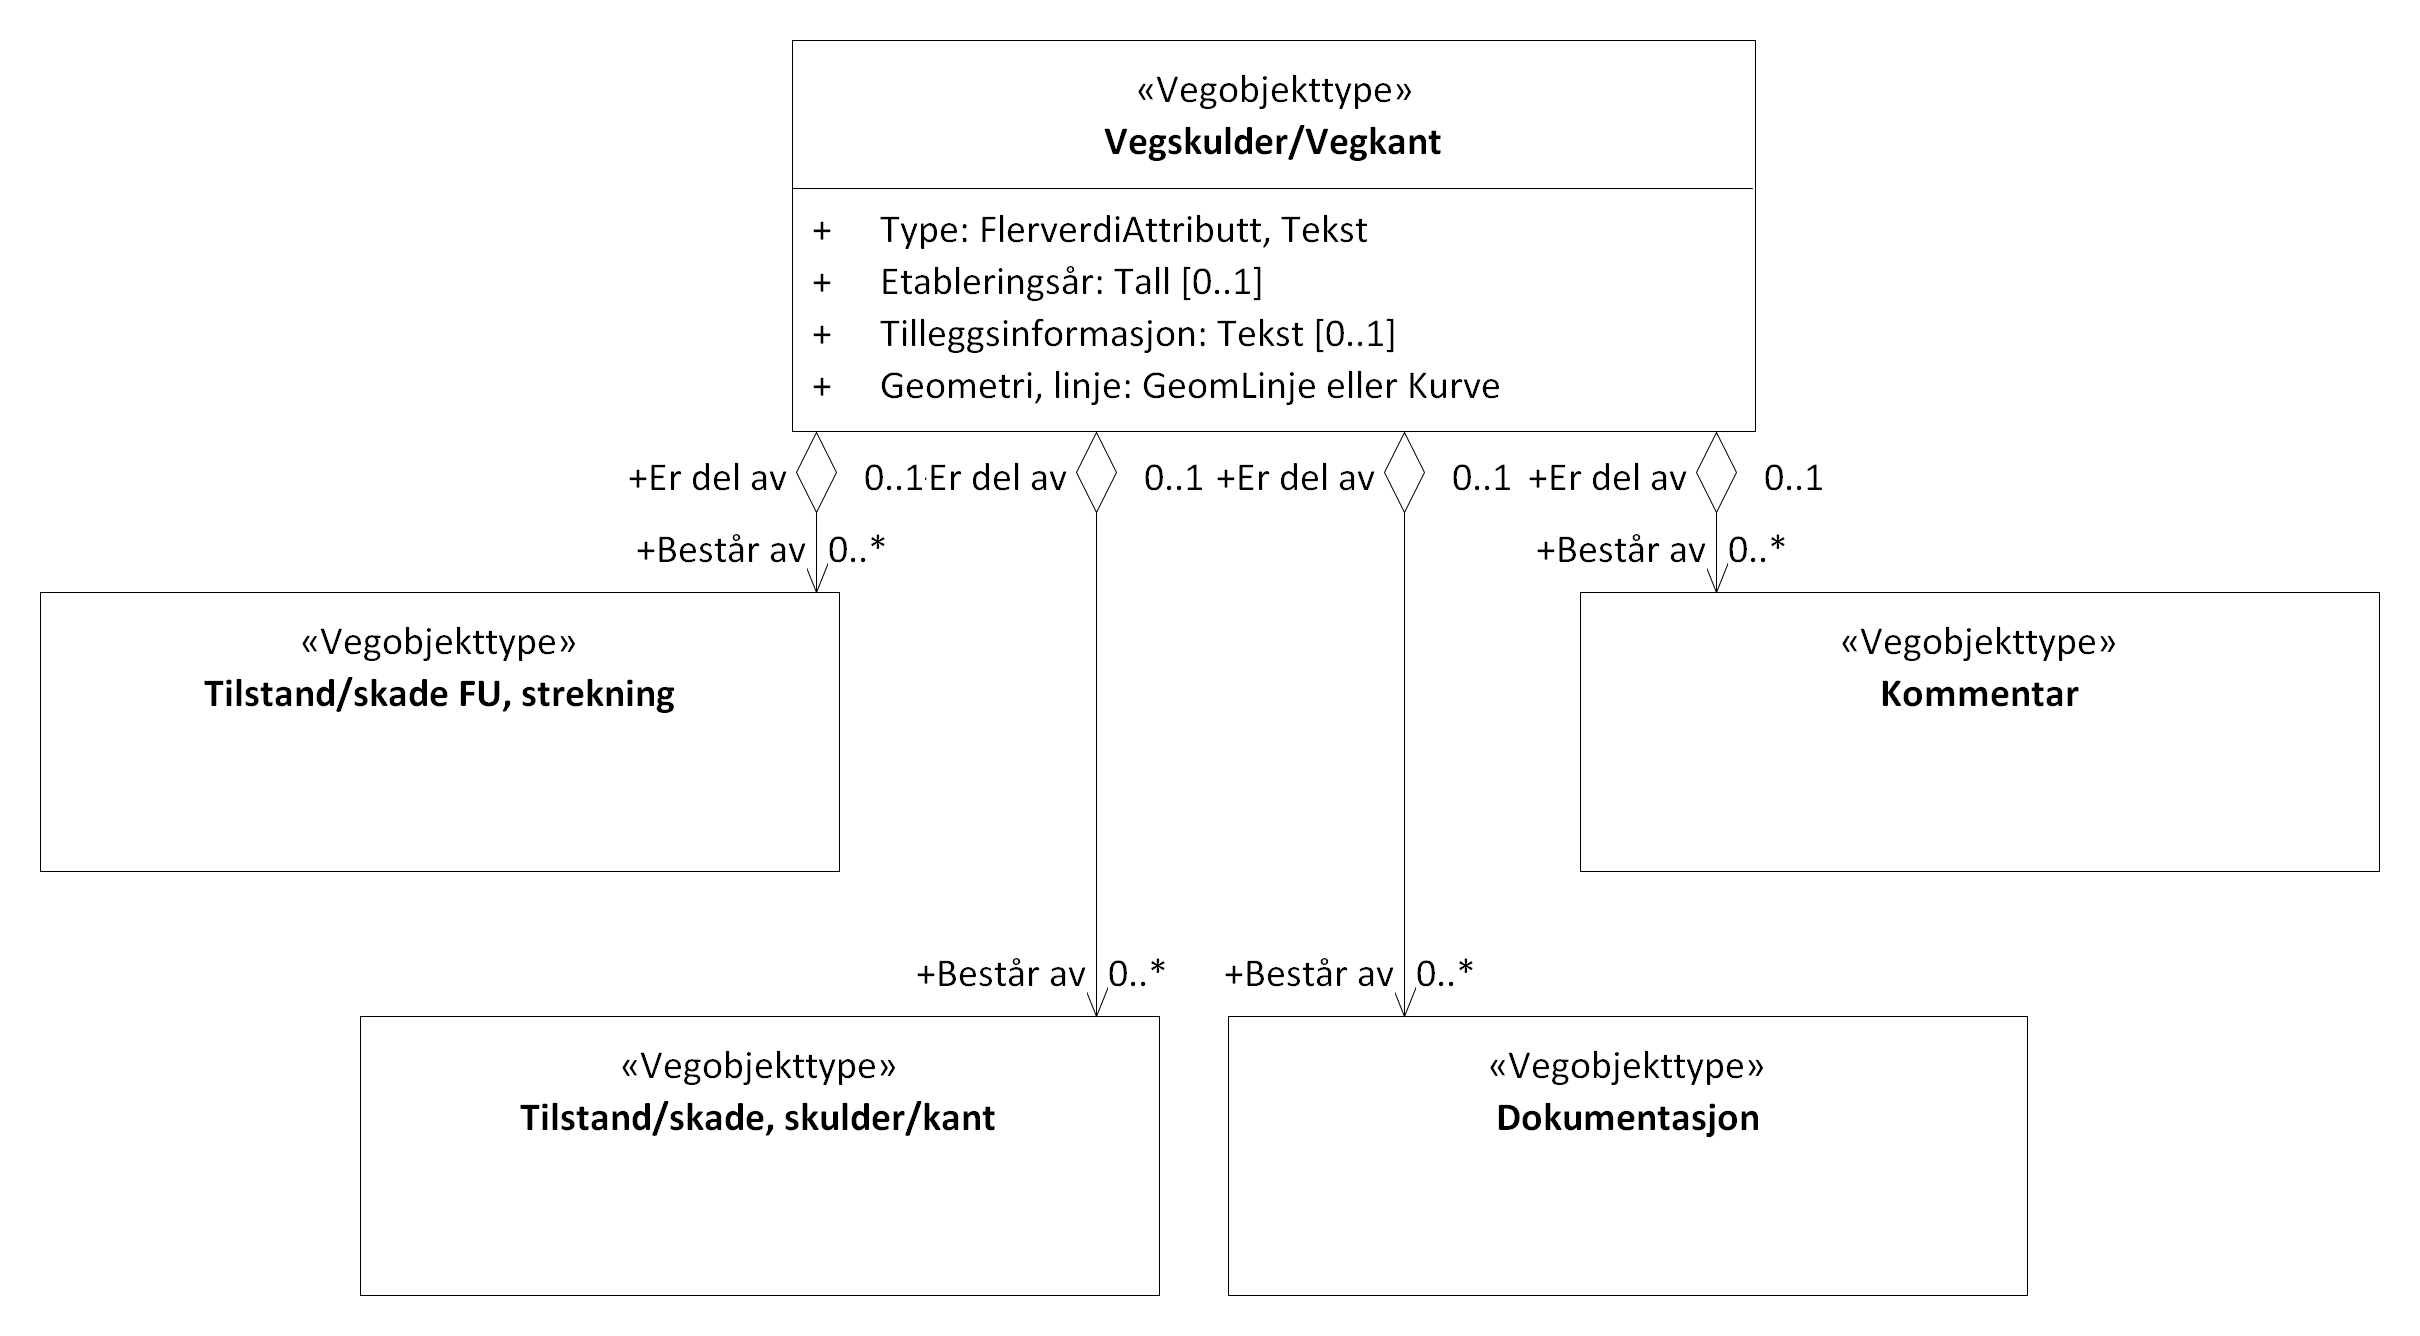 «Vegobjekttype»
Vegskulder/Vegkant
+ Type: FlerverdiAttributt, Tekst
+ Etableringsår: Tall [0..1]
+ Tilleggsinformasjon: Tekst [0..1]
+ Geometri, linje: GeomLinje eller Kurve
+Er del av 0..1 Er del av 0..1 +Er del av 0..1 +Er del av 0..1
+Består av 0..* +Består av 0..*
«Vegobjekttype»
Tilstand/skade FU, strekning
«Vegobjekttype»
Kommentar
+Består av 0..* +Består av 0..*
«Vegobjekttype»
Tilstand/skade, skulder/kant
«Vegobjekttype»
Dokumentasjon